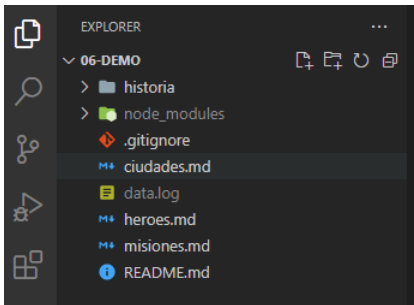 EXPLORER
06-DEMO
historia
node_modules
.gitignore
ciudades.md
data.log
heroes.md
misiones.md
README.md